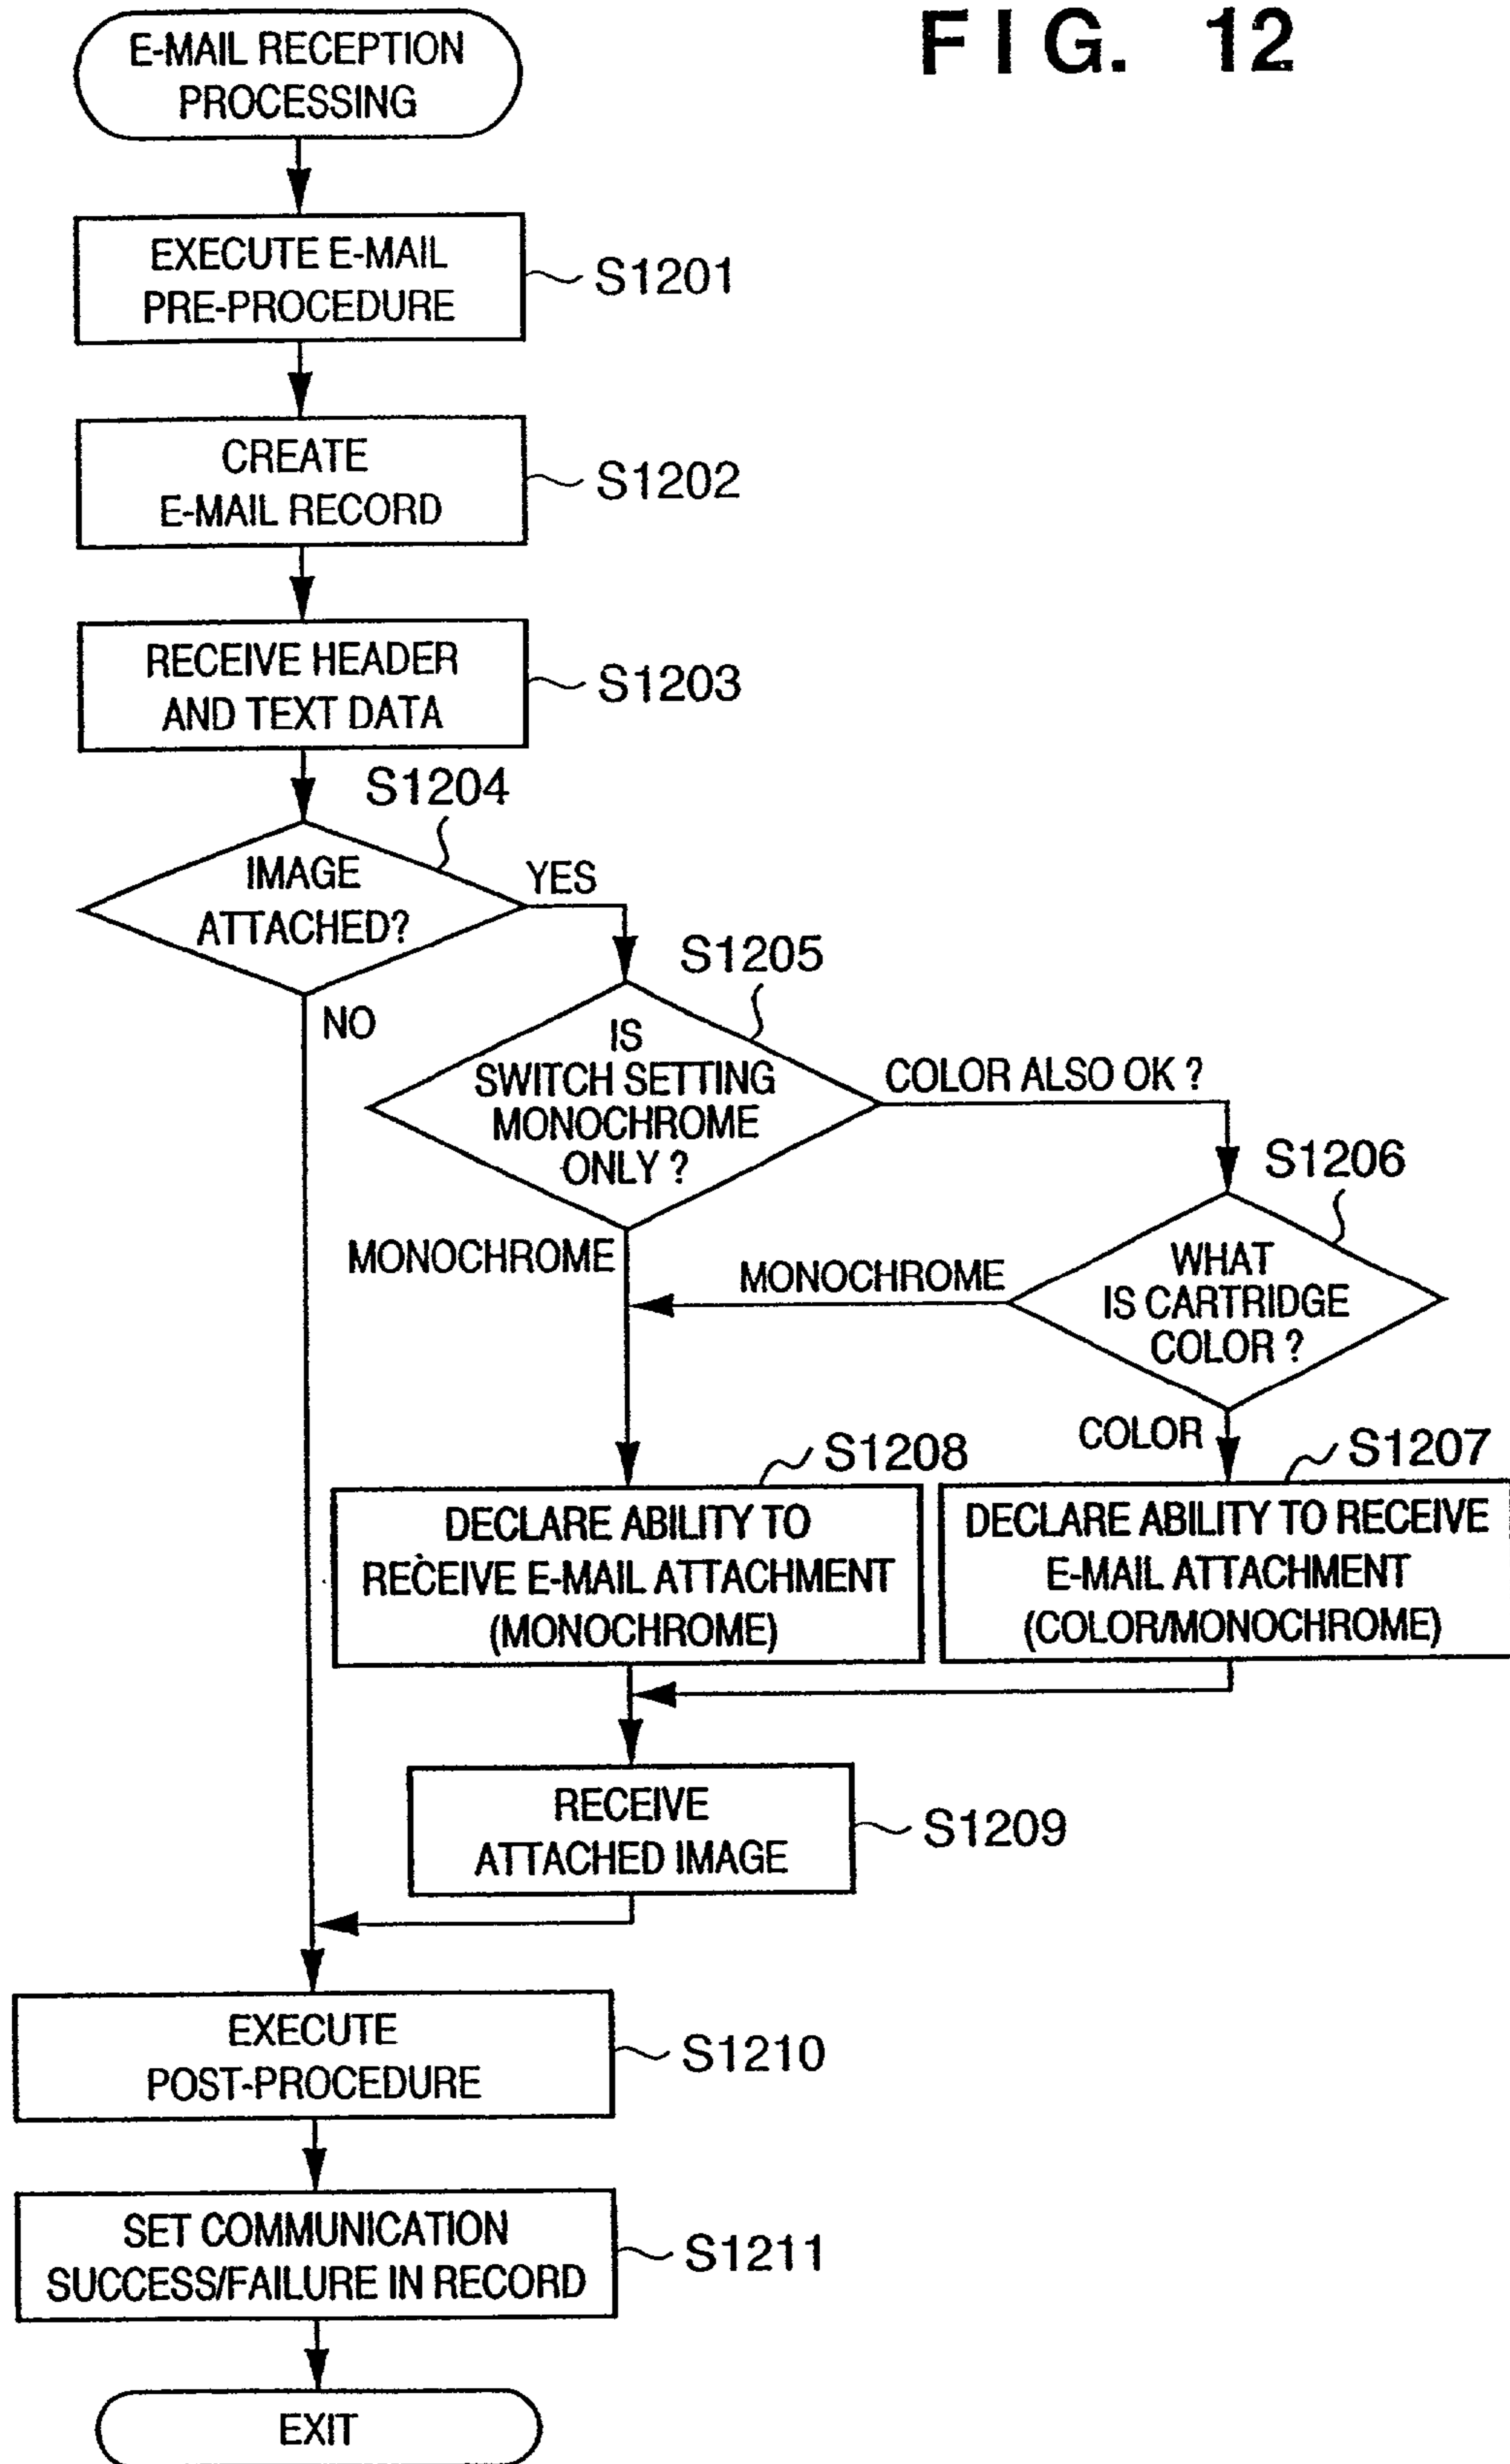 FIG. 12
E-MAIL RECEPTION
PROCESSING
EXECUTE E-MAIL
PRE-PROCEDURE
S1201
CREATE
E-MAIL RECORD
S1202
RECEIVE HEADER
AND TEXT DATA
S1203
S1204
IMAGE
ATTACHED?
YES
NO
S1205
IS
SWITCH SETTING
MONOCHROME
ONLY ?
COLOR ALSO OK ?
MONOCHROME
S1206
WHAT
IS CARTRIDGE
COLOR ?
MONOCHROME
COLOR
S1208
DECLARE ABILITY TO
RECEIVE E-MAIL ATTACHMENT
(MONOCHROME)
S1207
DECLARE ABILITY TO RECEIVE
E-MAIL ATTACHMENT
(COLOR/MONOCHROME)
RECEIVE
ATTACHED IMAGE
S1209
EXECUTE
POST-PROCEDURE
S1210
SET COMMUNICATION
SUCCESS/FAILURE IN RECORD
S1211
EXIT